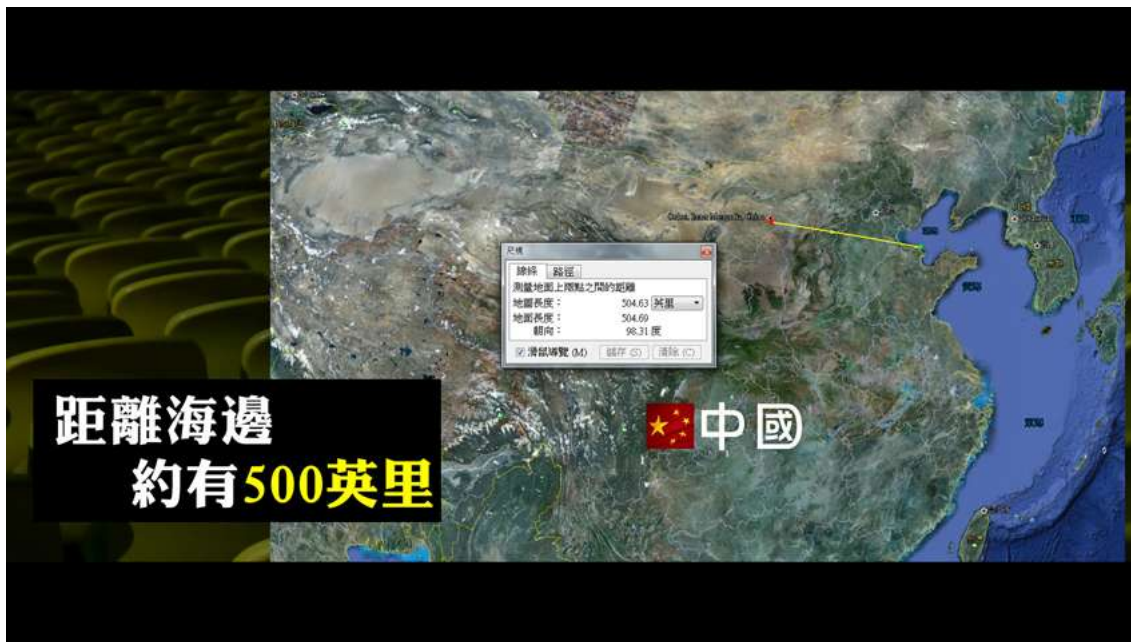 尺規
線條 路徑
測量地面上兩點之間的距離
地圖長度： 504.63 英里
地面長度： 504.69
朝向： 98.31 度
滑鼠導覽 (M) 儲存 (S) 清除 (C)
中國
距離海邊
約有500英里